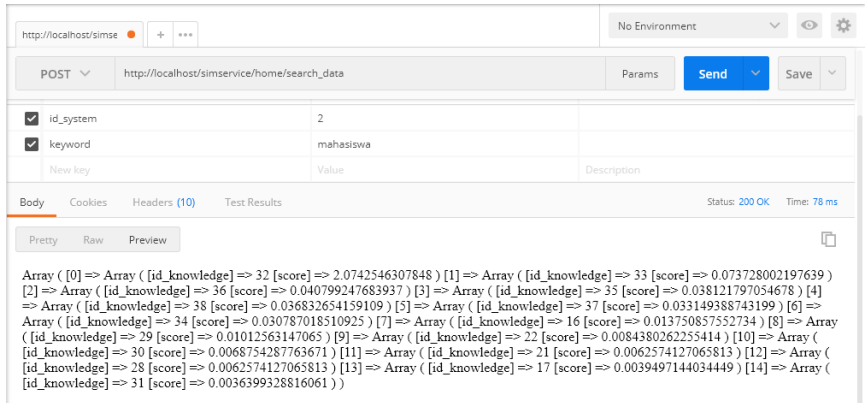 No Environment
http://localhost/simse
POST http://localhost/simservice/home/search_data Params Send Save
id_system 2
keyword mahasiswa
New key Value Description
Body Cookies Headers (10) Test Results Status: 200 OK Time: 78 ms
Pretty Raw Preview
Array ( [0] => Array ( [id_knowledge] => 32 [score] => 2.0742546307848 ) [1] => Array ( [id_knowledge] => 33 [score] => 0.073728002197639 )
[2] => Array ( [id_knowledge] => 36 [score] => 0.040799247683937 ) [3] => Array ( [id_knowledge] => 35 [score] => 0.038121797054678 ) [4]
=> Array ( [id_knowledge] => 38 [score] => 0.036832654159109 ) [5] => Array ( [id_knowledge] => 37 [score] => 0.033149388743199 ) [6] =>
Array ( [id_knowledge] => 34 [score] => 0.030787018510925 ) [7] => Array ( [id_knowledge] => 16 [score] => 0.013750857552734 ) [8] => Array
( [id_knowledge] => 29 [score] => 0.01012563147065 ) [9] => Array ( [id_knowledge] => 22 [score] => 0.0084380262255414 ) [10] => Array (
[id_knowledge] => 30 [score] => 0.0068754287763671 ) [11] => Array ( [id_knowledge] => 21 [score] => 0.0062574127065813 ) [12] => Array (
[id_knowledge] => 28 [score] => 0.0062574127065813 ) [13] => Array ( [id_knowledge] => 17 [score] => 0.0039497144034449 ) [14] => Array (
[id_knowledge] => 31 [score] => 0.0036399328816061 ) )